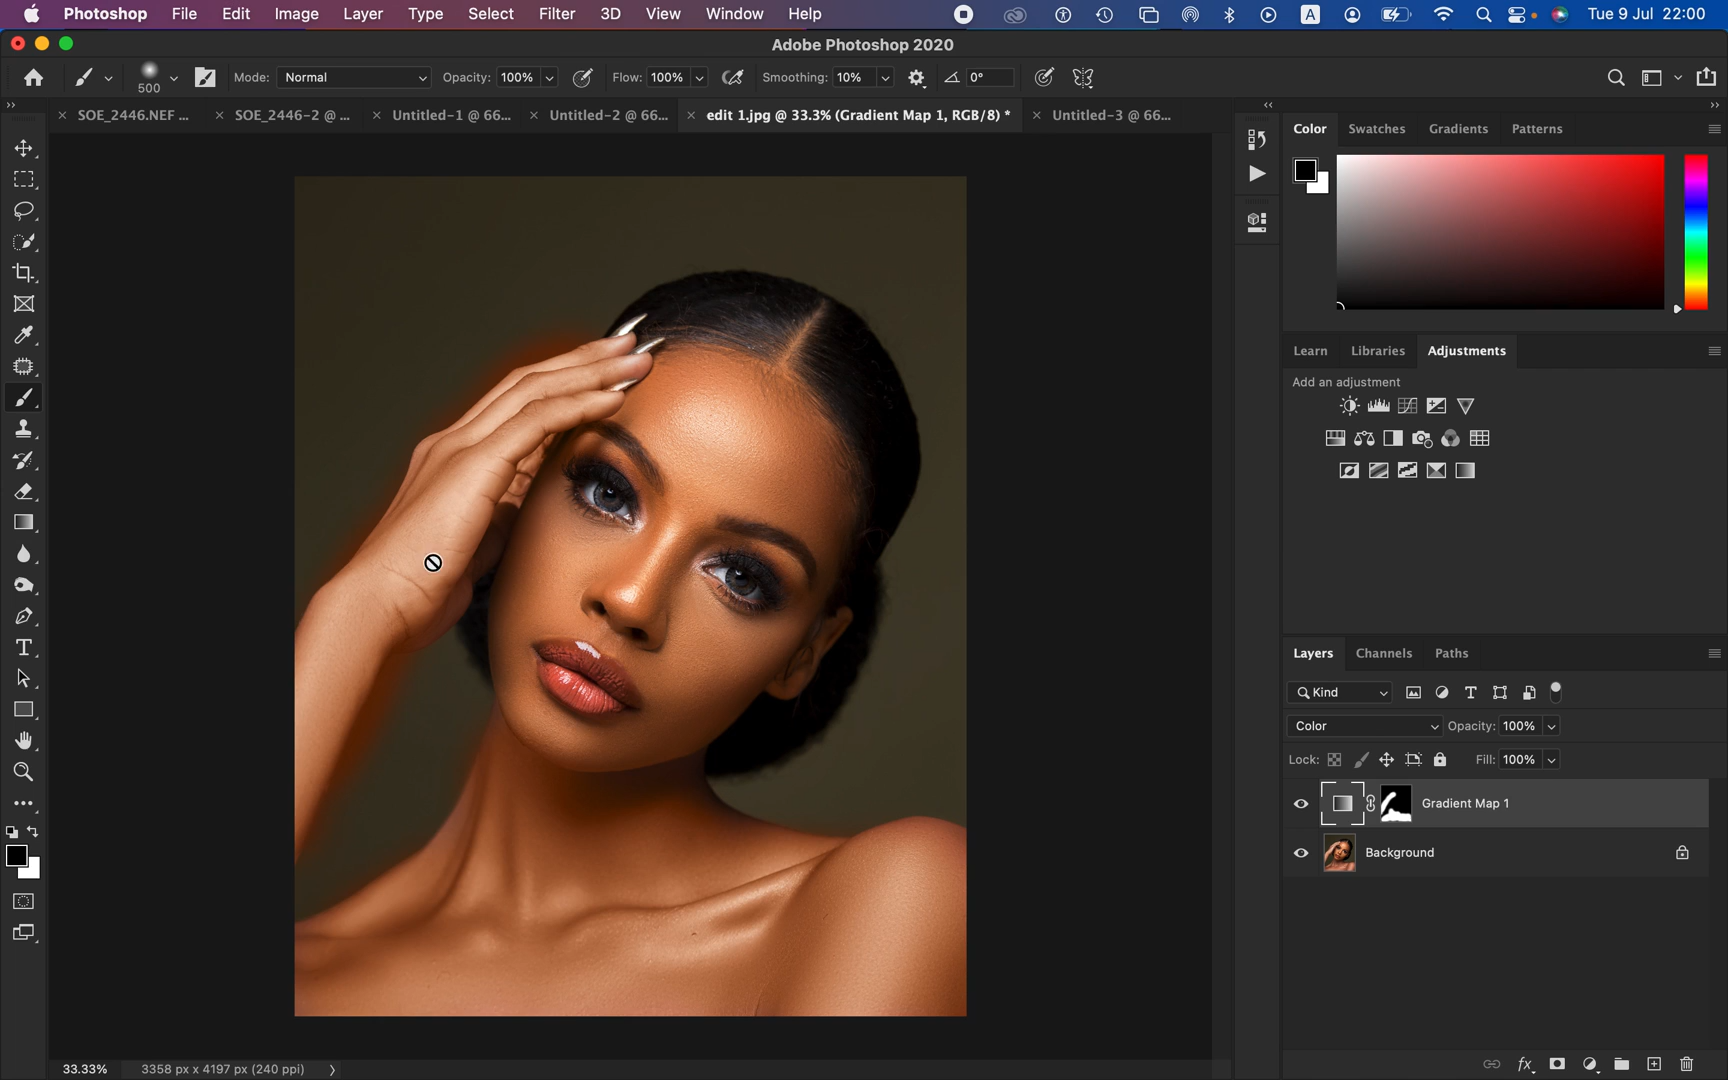 Photoshop File Edit Image Layer Type Select Filter 3D View Window Help A Tue 9 Jul 22:00
Adobe Photoshop 2020
500 Mode: Normal Opacity: 100% Flow: 100% Smoothing: 10% 0°
SOE_2446.NEF ... SOE_2446-2 @ ... Untitled-1 @ 66... Untitled-2 @ 66... edit 1.jpg @ 33.3% (Gradient Map 1, RGB/8) * Untitled-3 @ 66...
Color Swatches Gradients Patterns
Learn Libraries Adjustments
Add an adjustment
Layers Channels Paths
Kind
Color Opacity: 100%
Lock: Fill: 100%
Gradient Map 1
Background
33.33% 3358 px x 4197 px (240 ppi)